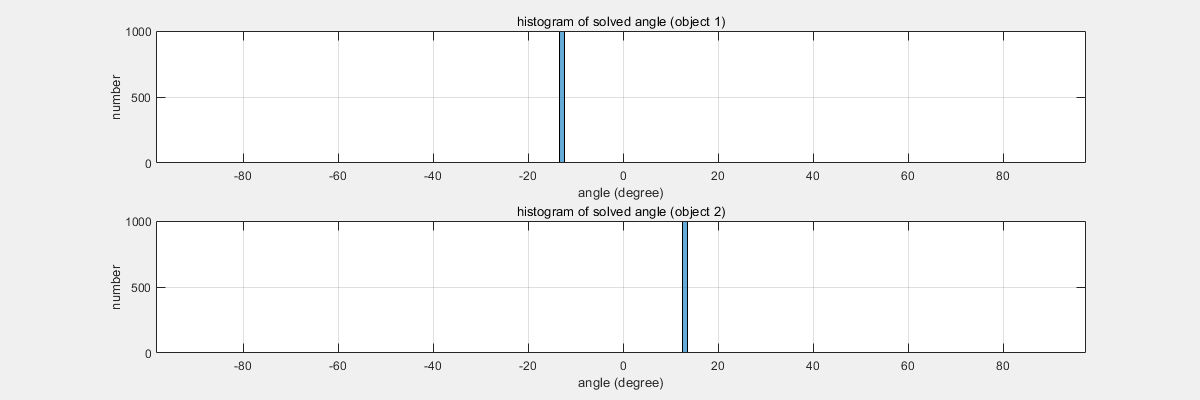 histogram of solved angle (object 1)
1000
500
0
number
-80 -60 -40 -20 0 20 40 60 80
angle (degree)
histogram of solved angle (object 2)
1000
500
0
number
-80 -60 -40 -20 0 20 40 60 80
angle (degree)